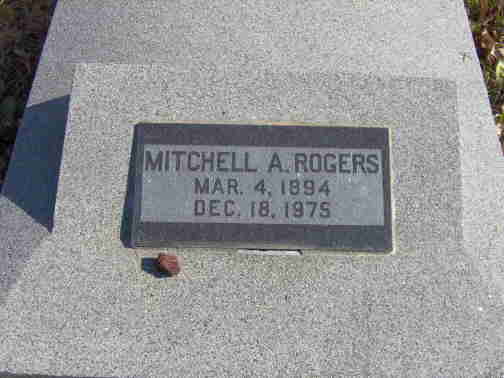 MITCHELL A. ROGERS
MAR. 4, 1894
DEC. 18, 1975